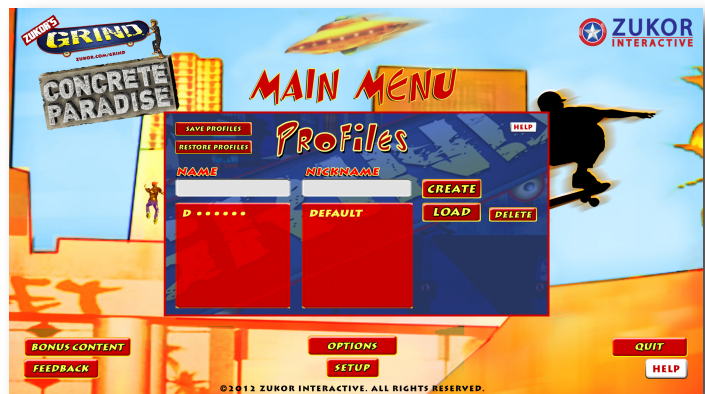 ZUKOR'S
GRIND
ZUKOR.COM/GRIND
CONCRETE
PARADISE
ZUKOR
INTERACTIVE
MAIN MENU
SAVE PROFILES
RESTORE PROFILES
PROFILES
HELP
NAME
NICKNAME
CREATE
D ••••••
DEFAULT
LOAD
DELETE
BONUS CONTENT
OPTIONS
QUIT
FEEDBACK
SETUP
HELP
©2012 ZUKOR INTERACTIVE. ALL RIGHTS RESERVED.